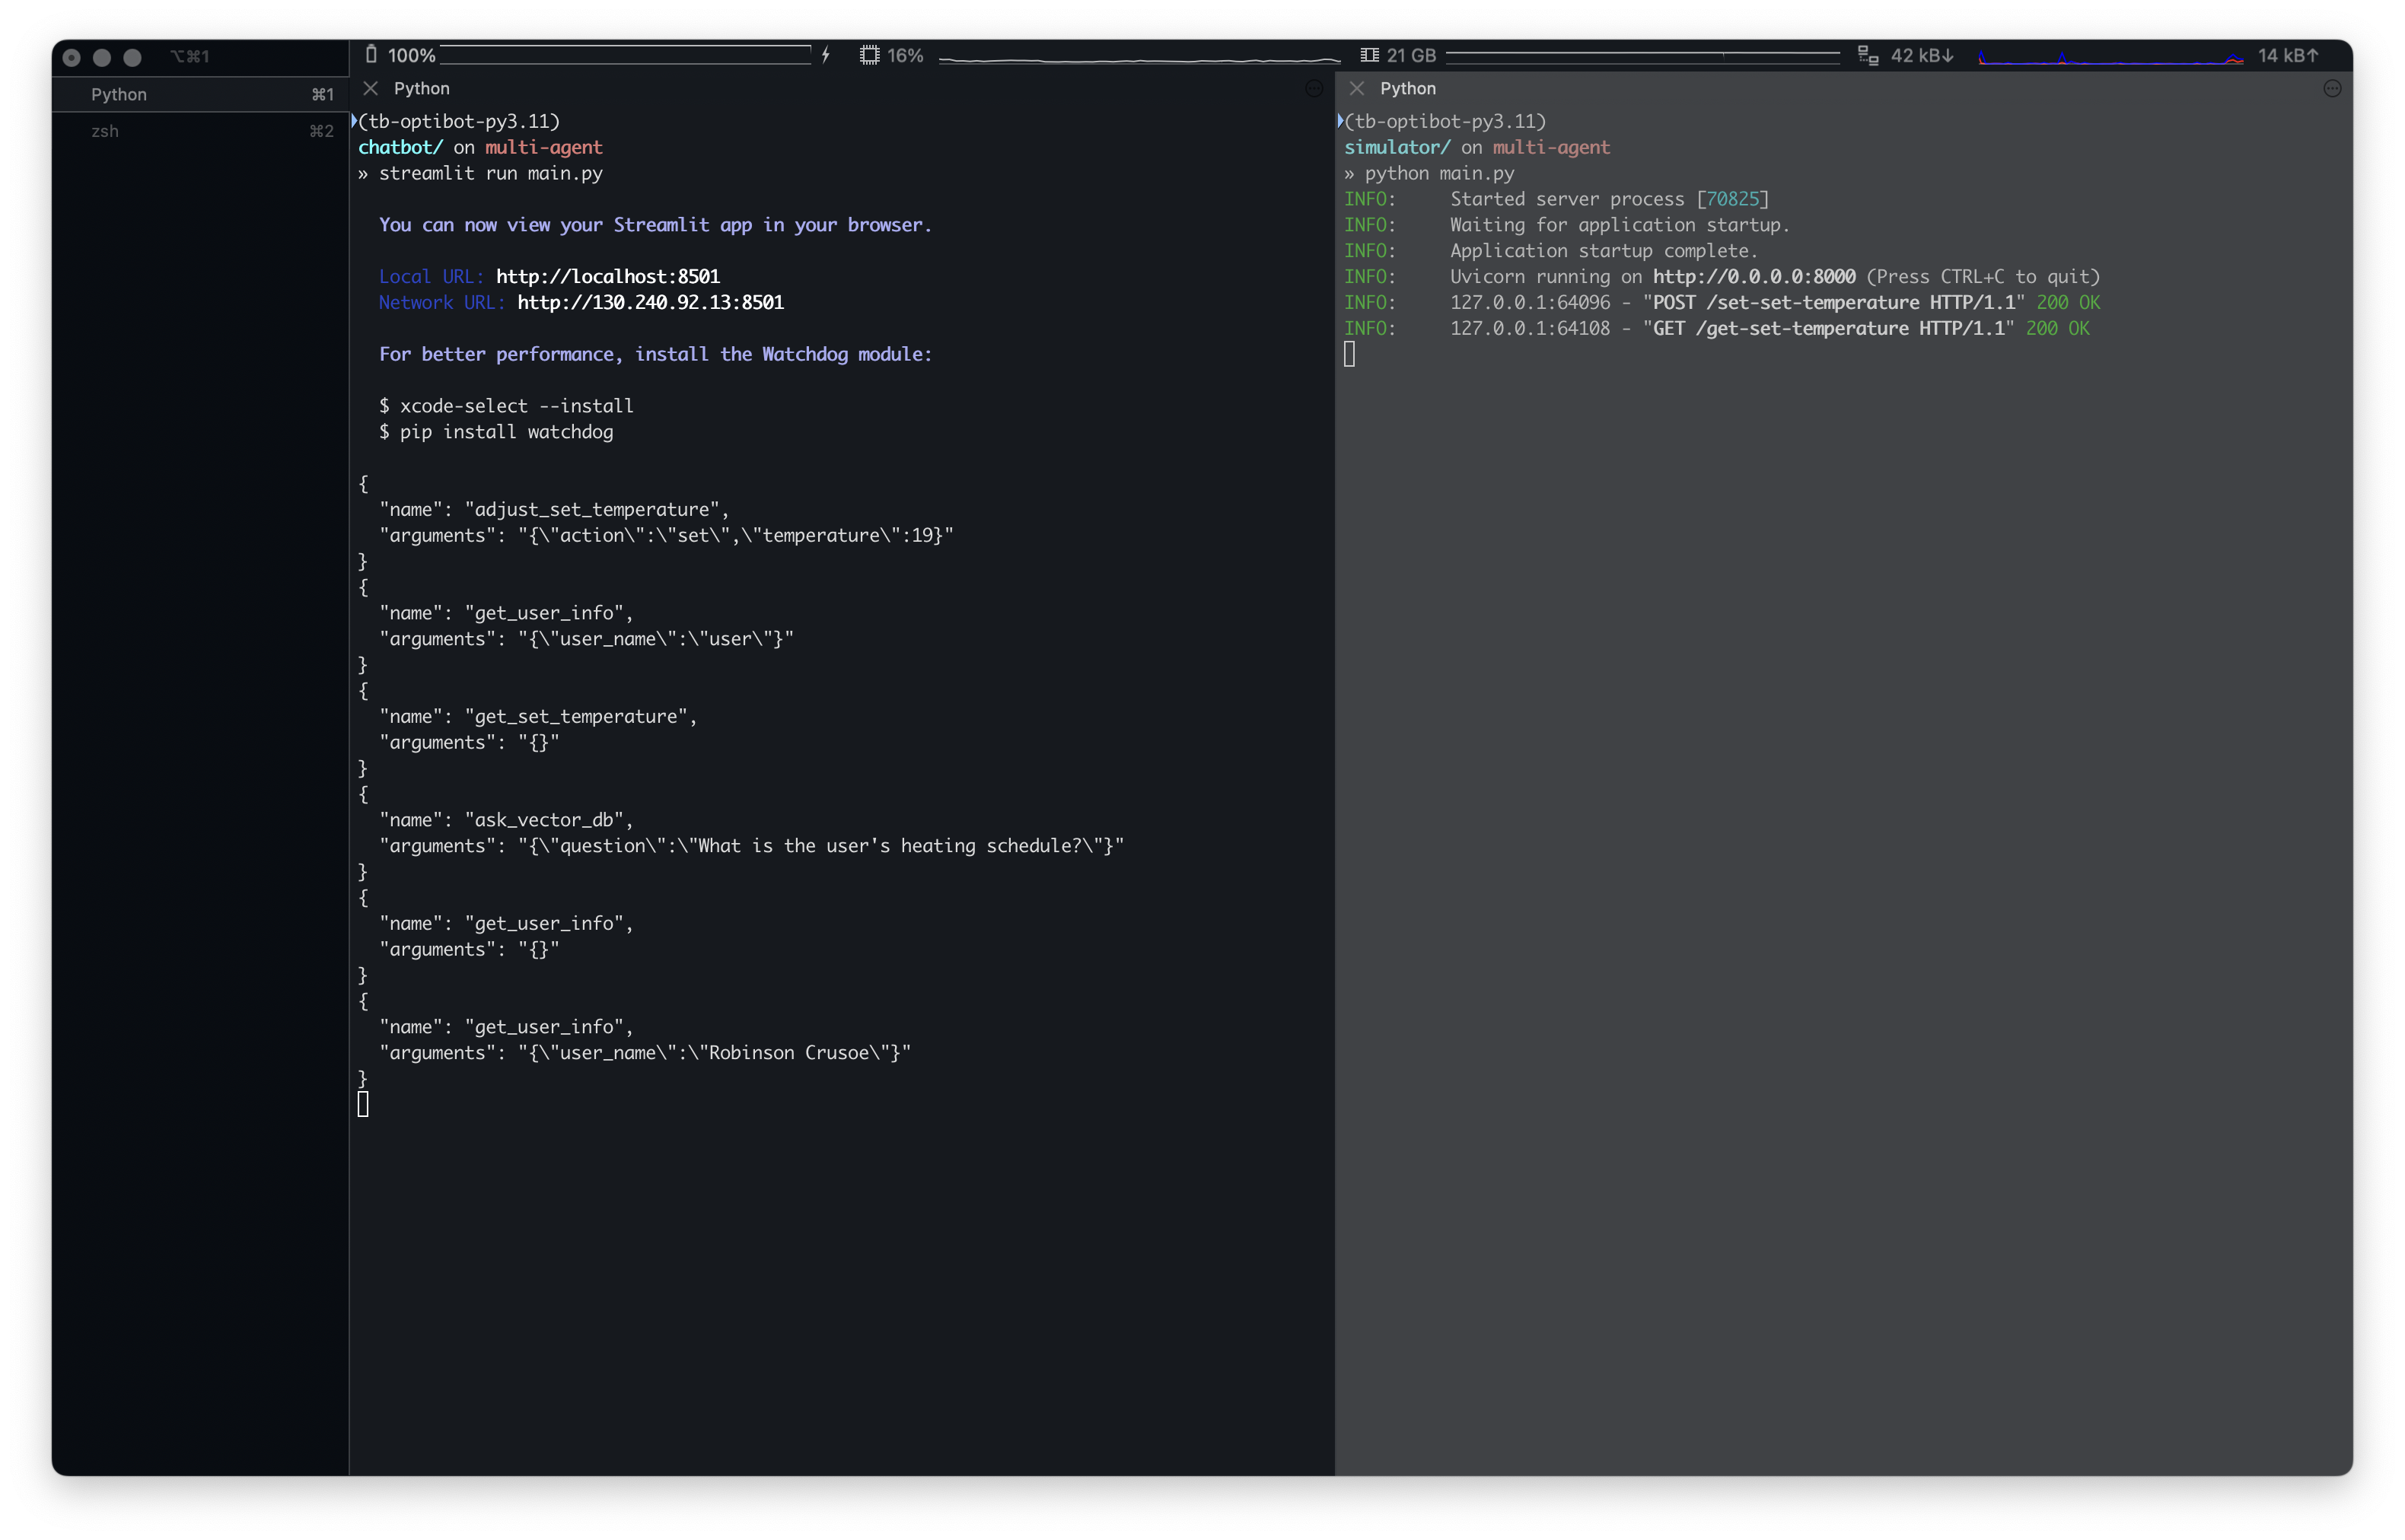 ⌥⌘1
100%
16%
21 GB
42 kB↓
14 kB↑
Python ⌘1
zsh ⌘2
Python
(tb-optibot-py3.11)
chatbot/ on multi-agent
» streamlit run main.py
You can now view your Streamlit app in your browser.
Local URL: http://localhost:8501
Network URL: http://130.240.92.13:8501
For better performance, install the Watchdog module:
$ xcode-select --install
$ pip install watchdog
{
"name": "adjust_set_temperature",
"arguments": "{\"action\":\"set\",\"temperature\":19}"
}
{
"name": "get_user_info",
"arguments": "{\"user_name\":\"user\"}"
}
{
"name": "get_set_temperature",
"arguments": "{}"
}
{
"name": "ask_vector_db",
"arguments": "{\"question\":\"What is the user's heating schedule?\"}"
}
{
"name": "get_user_info",
"arguments": "{}"
}
{
"name": "get_user_info",
"arguments": "{\"user_name\":\"Robinson Crusoe\"}"
}
Python
(tb-optibot-py3.11)
simulator/ on multi-agent
» python main.py
INFO: Started server process [70825]
INFO: Waiting for application startup.
INFO: Application startup complete.
INFO: Uvicorn running on http://0.0.0.0:8000 (Press CTRL+C to quit)
INFO: 127.0.0.1:64096 - "POST /set-set-temperature HTTP/1.1" 200 OK
INFO: 127.0.0.1:64108 - "GET /get-set-temperature HTTP/1.1" 200 OK